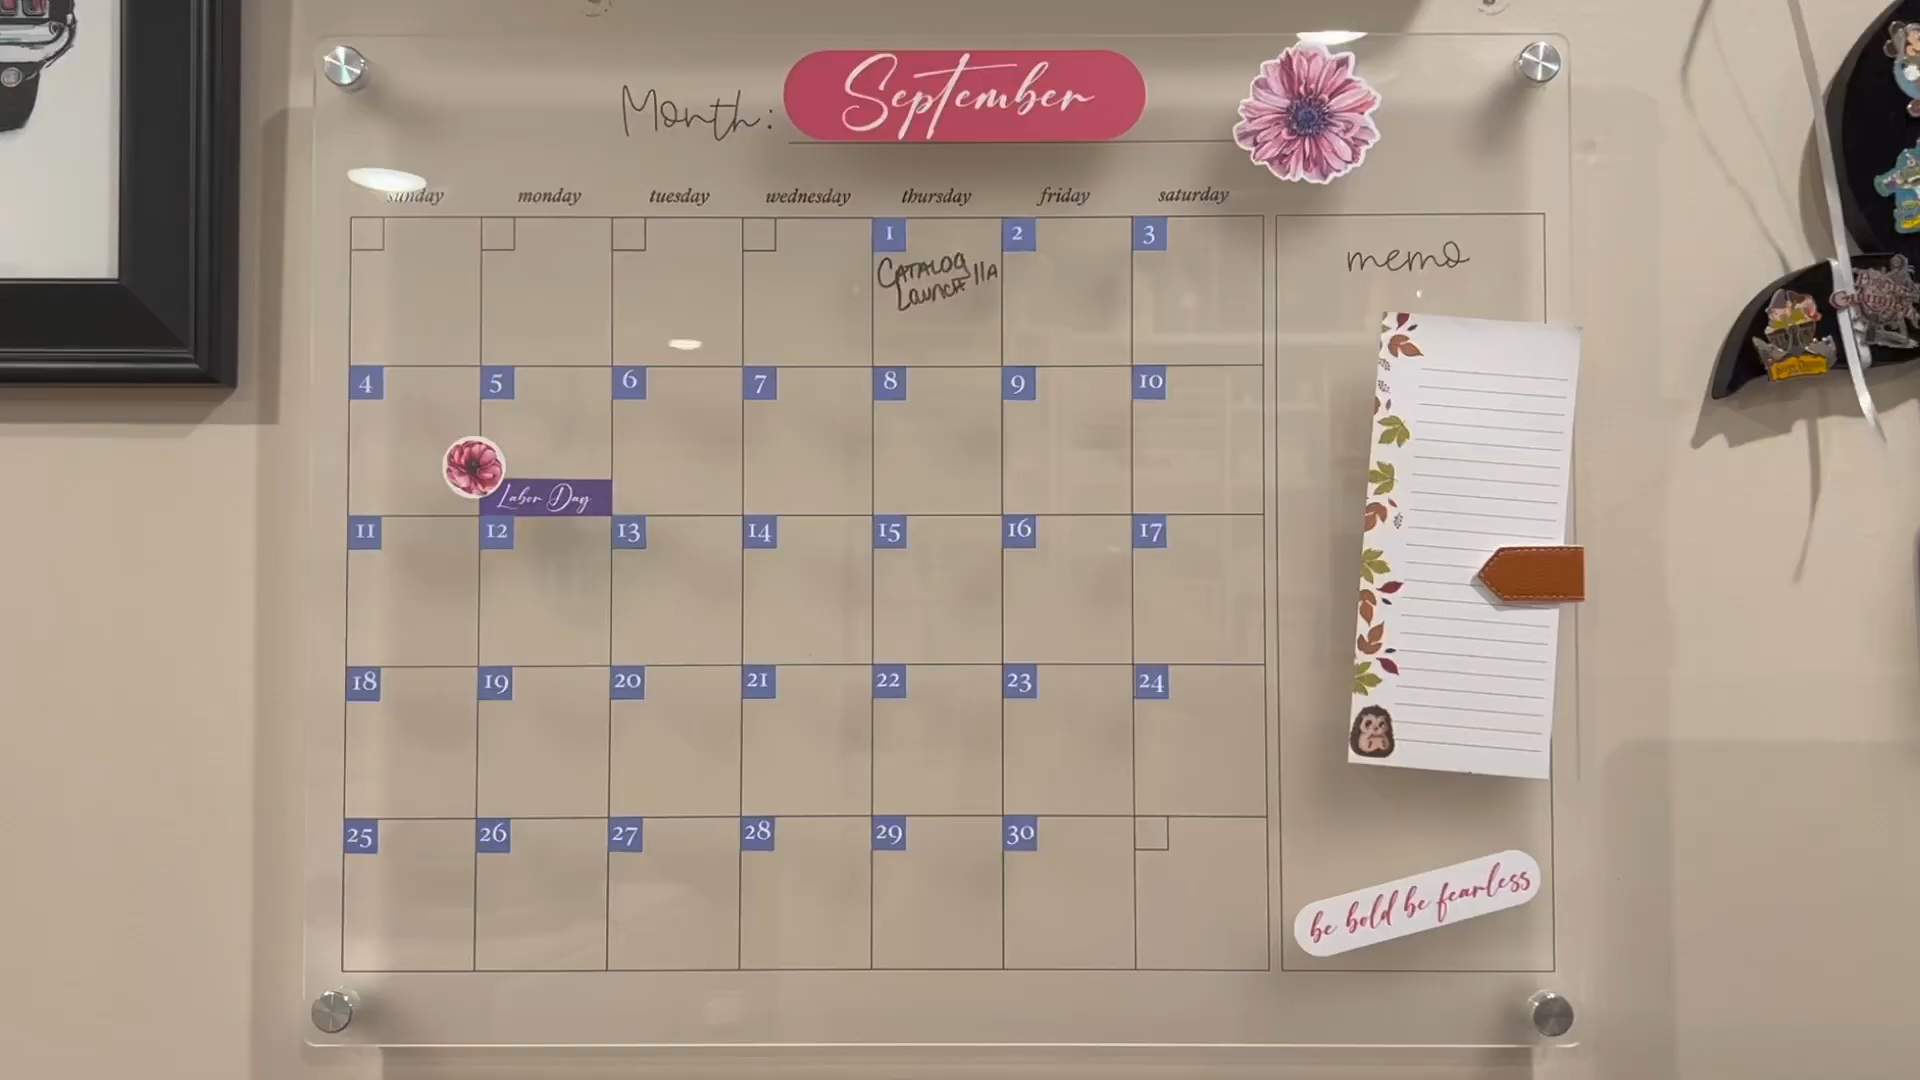 Month: September
sunday monday tuesday wednesday thursday friday saturday
1 2 3
CATALOG
LAUNCH 11A
memo
4 5 6 7 8 9 10
Labor Day
11 12 13 14 15 16 17
18 19 20 21 22 23 24
25 26 27 28 29 30
be bold be fearless